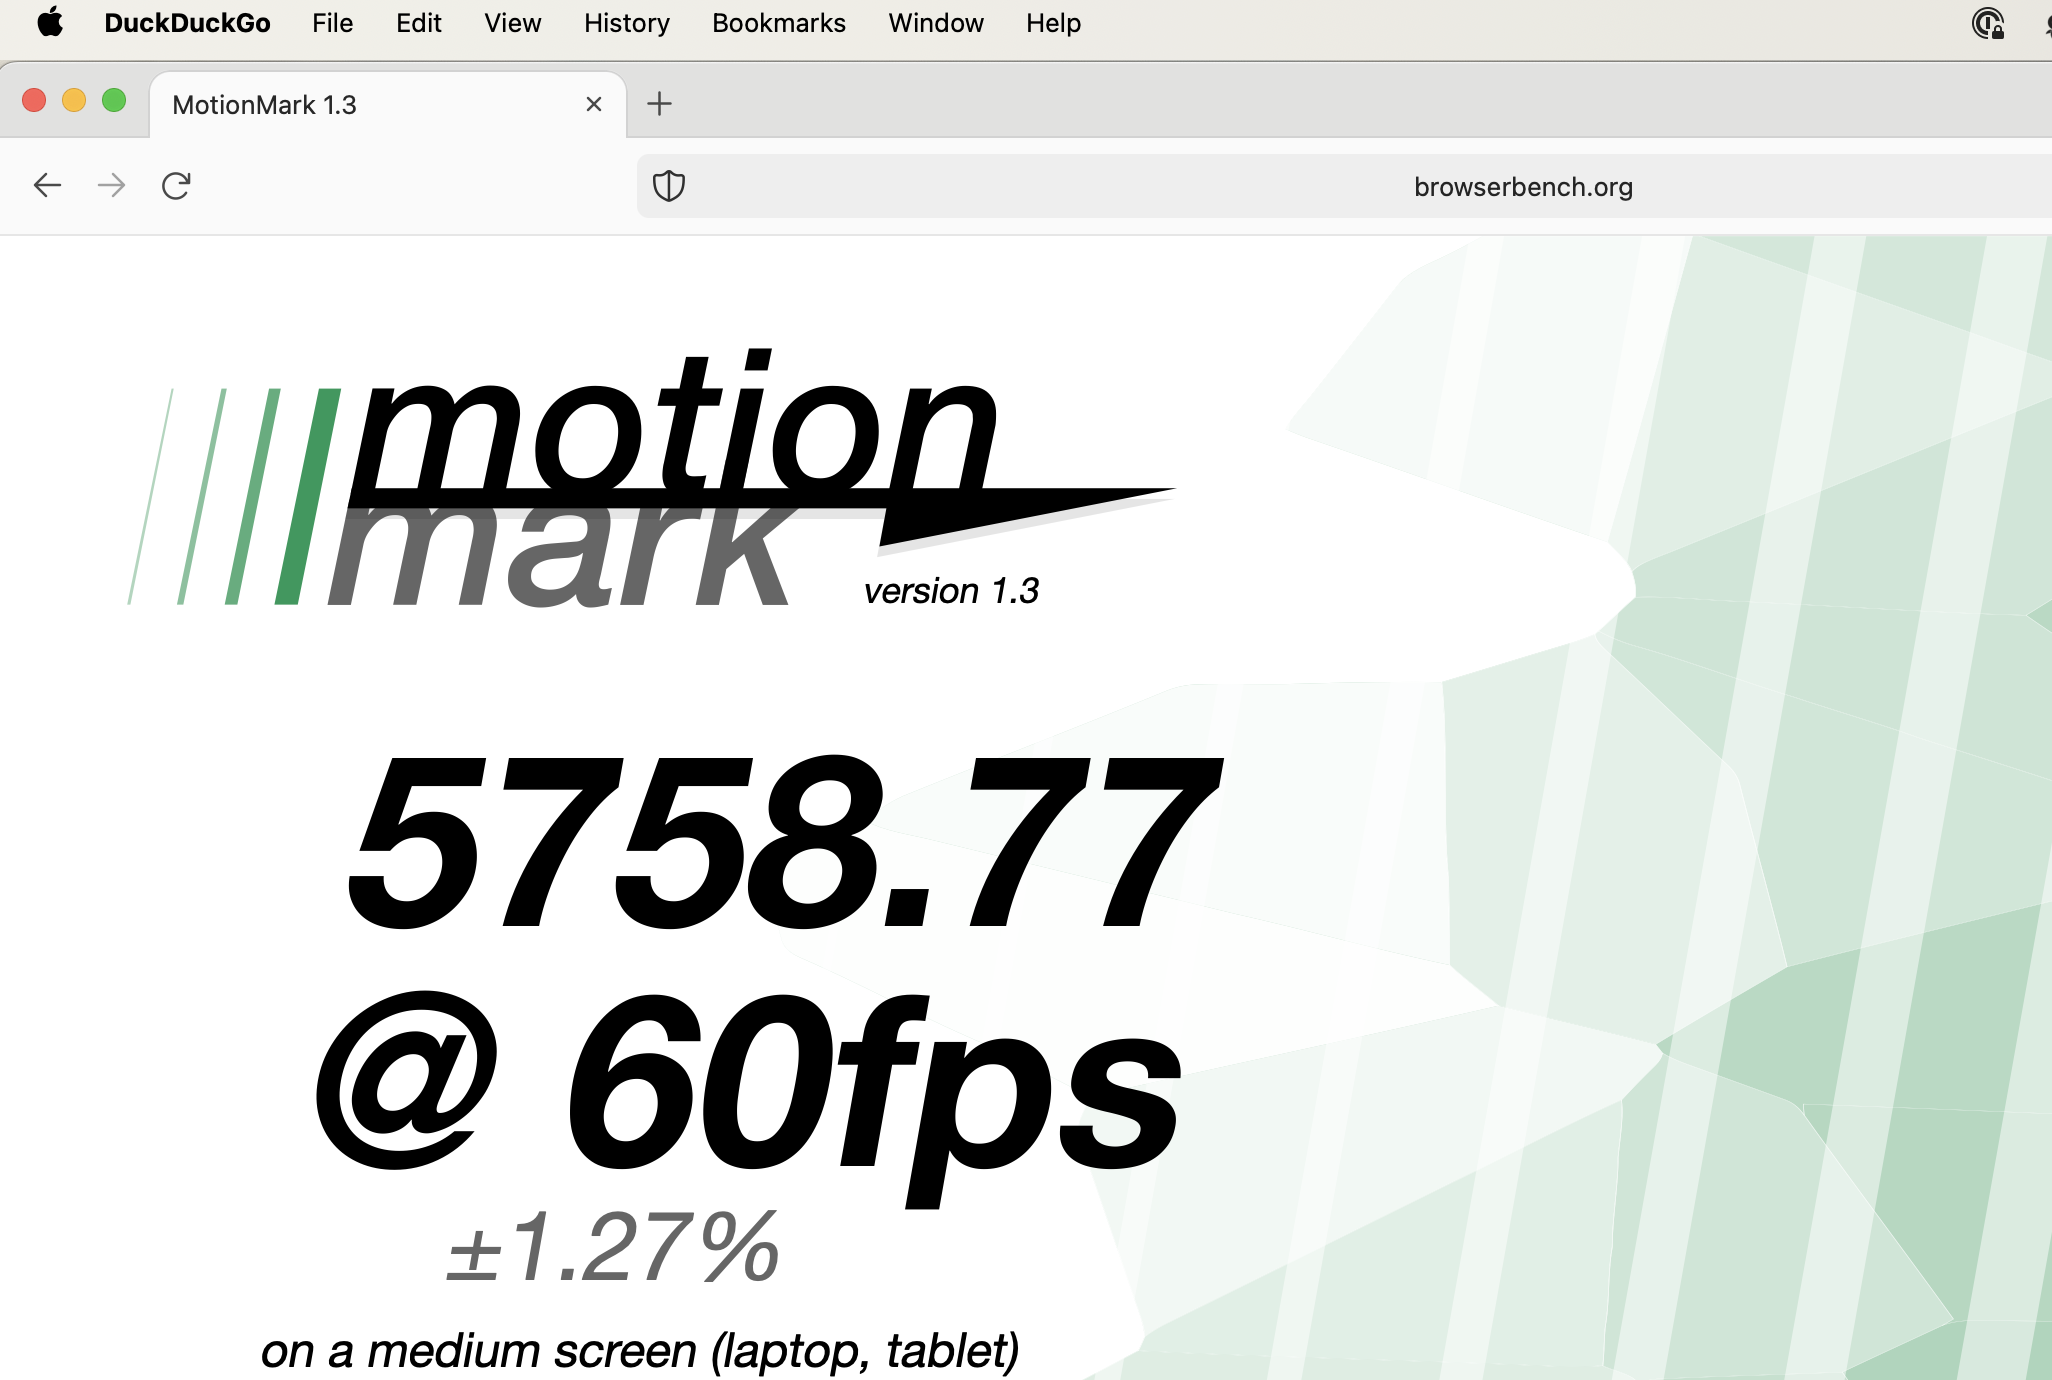 DuckDuckGo File Edit View History Bookmarks Window Help
MotionMark 1.3
browserbench.org
motion
mark
version 1.3
5758.77
@ 60fps
±1.27%
on a medium screen (laptop, tablet)